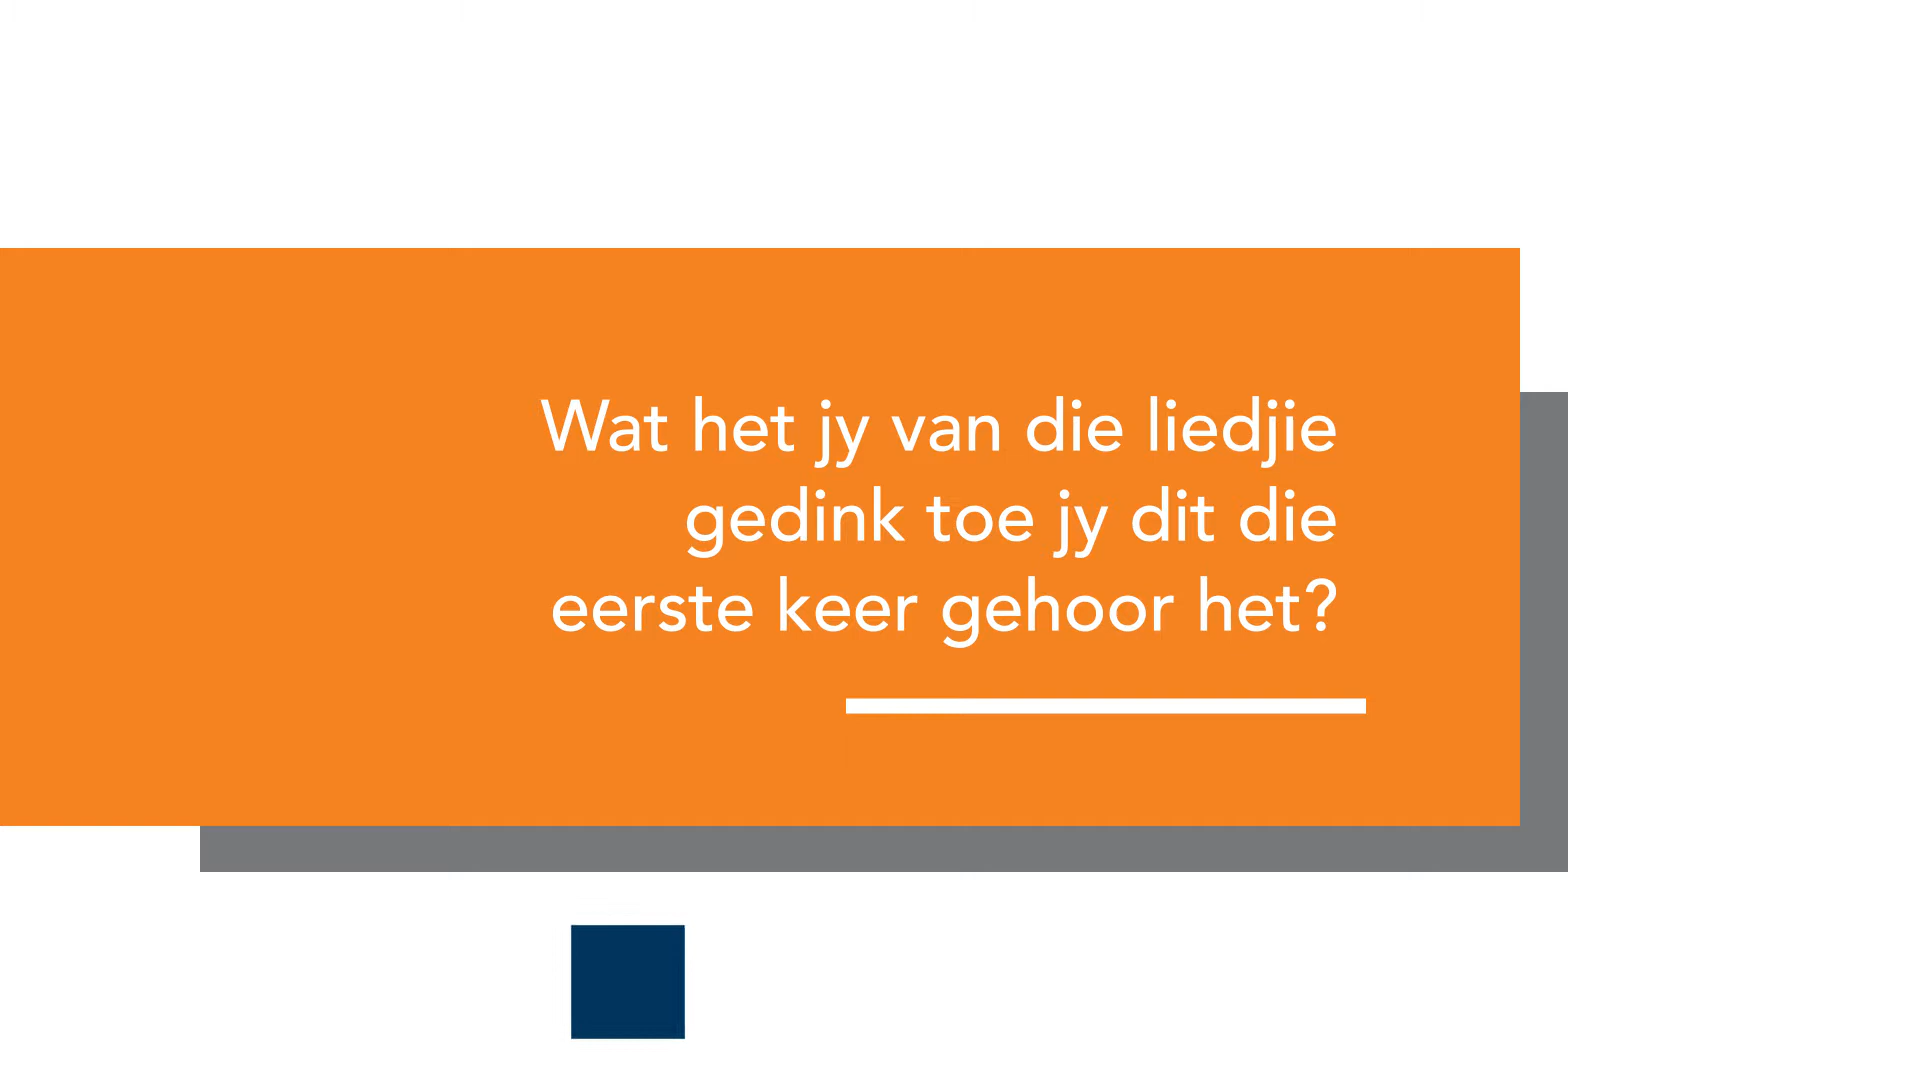 Wat het jy van die liedjie
gedink toe jy dit die
eerste keer gehoor het?